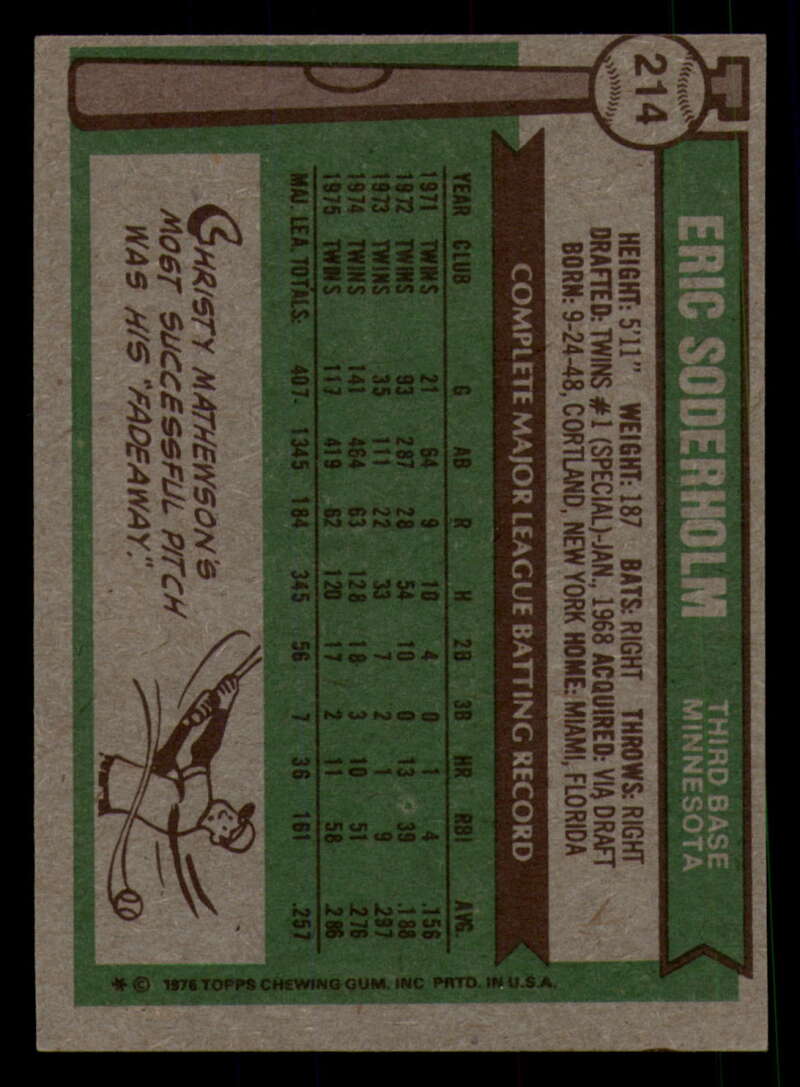 214
ERIC SODERHOLM
THIRD BASE
MINNESOTA
HEIGHT: 5'11" WEIGHT: 187 BATS: RIGHT THROWS: RIGHT
DRAFTED: TWINS #1 (SPECIAL)-JAN., 1968 ACQUIRED: VIA DRAFT
BORN: 9-24-48, CORTLAND, NEW YORK HOME: MIAMI, FLORIDA
COMPLETE MAJOR LEAGUE BATTING RECORD
YEAR CLUB G AB R H 2B 3B HR RBI AVG.
1971 TWINS 21 64 9 10 4 0 1 4 .156
1972 TWINS 93 287 28 54 10 0 13 39 .188
1973 TWINS 35 111 22 33 7 2 1 9 .297
1974 TWINS 141 464 63 128 18 3 10 51 .276
1975 TWINS 117 419 62 120 17 2 11 58 .286
MAJ. LEA. TOTALS: 407 1345 184 345 56 7 36 161 .257
CHRISTY MATHEWSON'S
MOST SUCCESSFUL PITCH
WAS HIS "FADEAWAY."
* © 1976 TOPPS CHEWING GUM, INC PRTD. IN U.S.A.